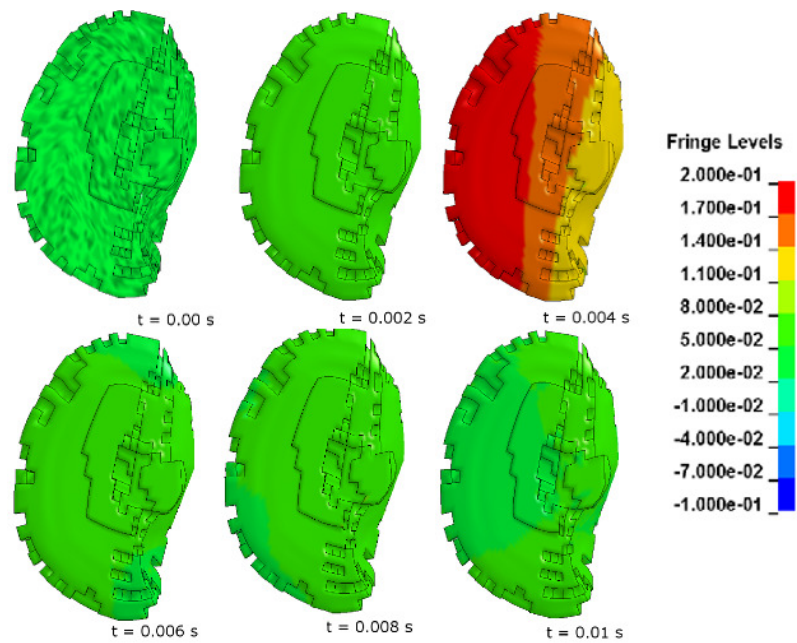 Fringe Levels
2.000e-01
1.700e-01
1.400e-01
1.100e-01
8.000e-02
5.000e-02
2.000e-02
-1.000e-02
-4.000e-02
-7.000e-02
-1.000e-01
t = 0.00 s
t = 0.002 s
t = 0.004 s
t = 0.006 s
t = 0.008 s
t = 0.01 s